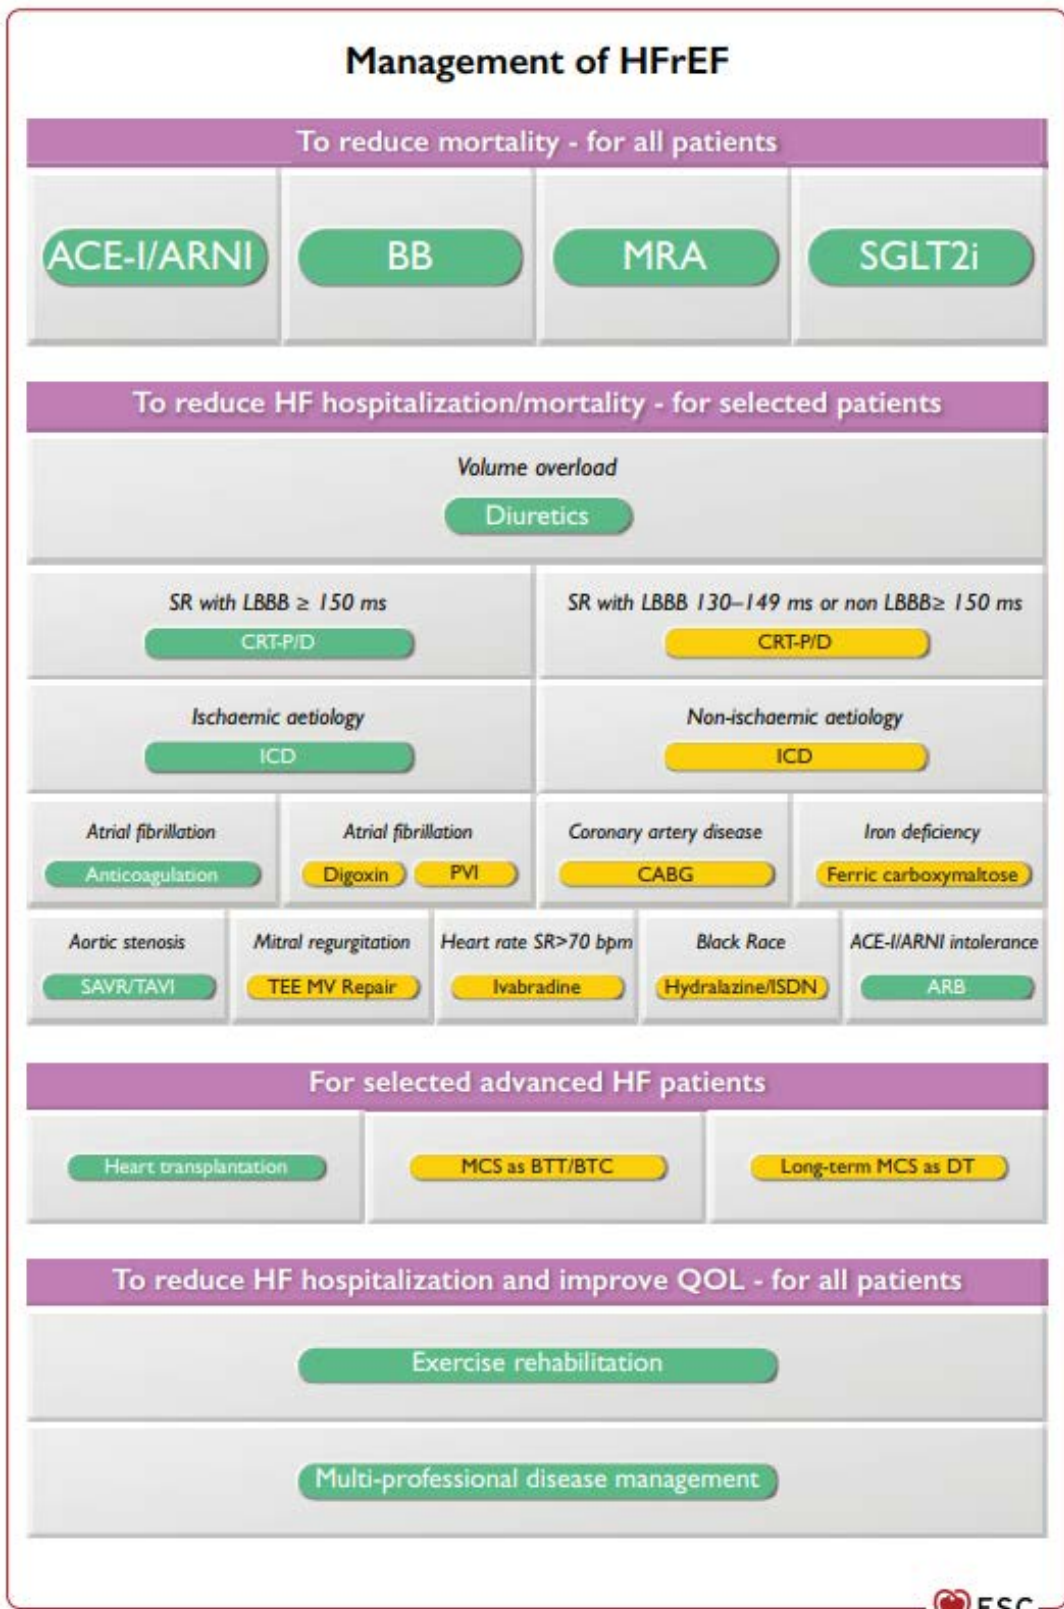 Management of HFrEF
To reduce mortality - for all patients
ACE-I/ARNI
BB
MRA
SGLT2i
To reduce HF hospitalization/mortality - for selected patients
Volume overload
Diuretics
SR with LBBB ≥ 150 ms
CRT-P/D
SR with LBBB 130–149 ms or non LBBB≥ 150 ms
CRT-P/D
Ischaemic aetiology
ICD
Non-ischaemic aetiology
ICD
Atrial fibrillation
Anticoagulation
Atrial fibrillation
Digoxin PVI
Coronary artery disease
CABG
Iron deficiency
Ferric carboxymaltose
Aortic stenosis
SAVR/TAVI
Mitral regurgitation
TEE MV Repair
Heart rate SR>70 bpm
Ivabradine
Black Race
Hydralazine/ISDN
ACE-I/ARNI intolerance
ARB
For selected advanced HF patients
Heart transplantation
MCS as BTT/BTC
Long-term MCS as DT
To reduce HF hospitalization and improve QOL - for all patients
Exercise rehabilitation
Multi-professional disease management
ESC